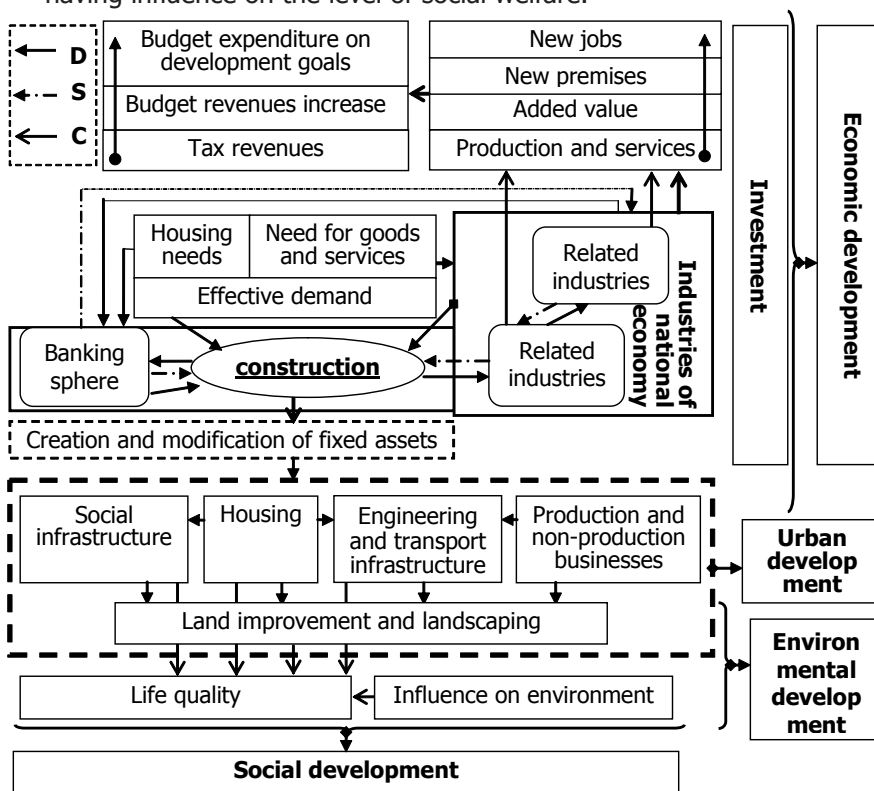 having influence on the level of social welfare.
D
S
C
Budget expenditure on
development goals
Budget revenues increase
Tax revenues
New jobs
New premises
Added value
Production and services
Investment
Economic development
Housing
needs
Need for goods
and services
Effective demand
Related
industries
Related
industries
Industries of
national
economy
Banking
sphere
construction
Creation and modification of fixed assets
Social
infrastructure
Housing
Engineering
and transport
infrastructure
Production and
non-production
businesses
Land improvement and landscaping
Urban
develop
ment
Environ
mental
develop
ment
Life quality
Influence on environment
Social development